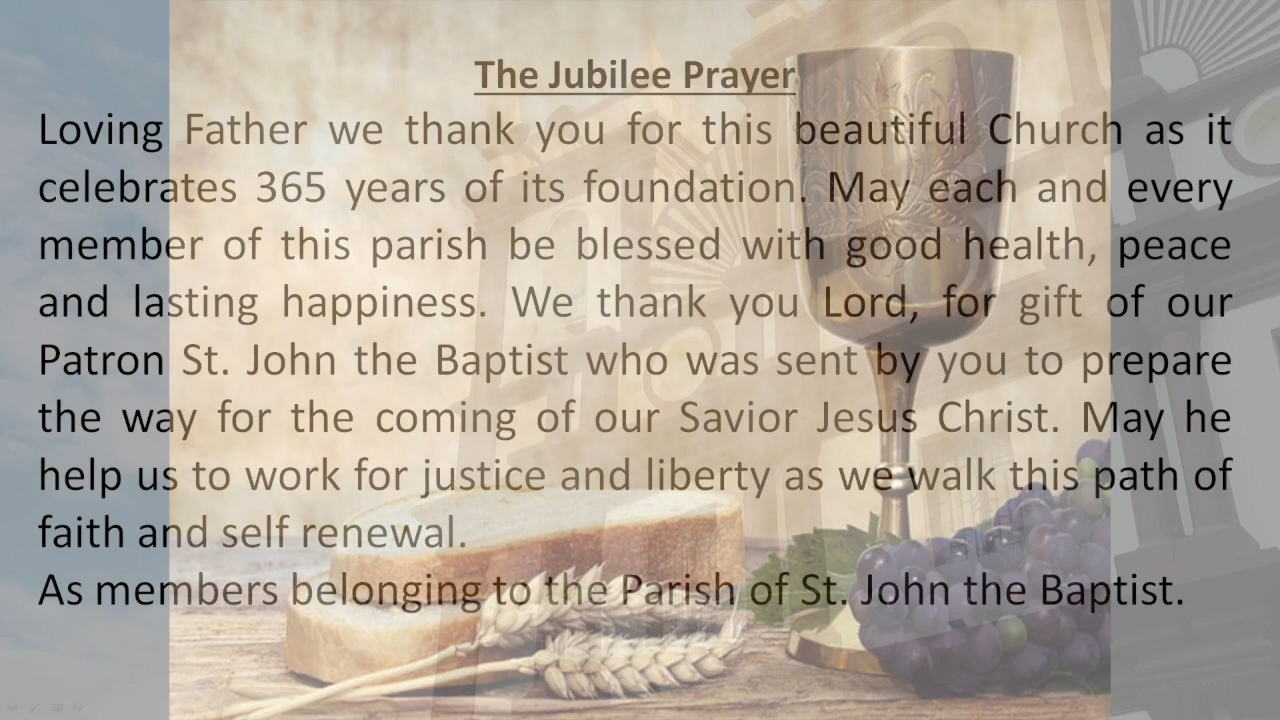 The Jubilee Prayer
Loving Father we thank you for this beautiful Church as it
celebrates 365 years of its foundation. May each and every
member of this parish be blessed with good health, peace
and lasting happiness. We thank you Lord, for gift of our
Patron St. John the Baptist who was sent by you to prepare
the way for the coming of our Savior Jesus Christ. May he
help us to work for justice and liberty as we walk this path of
faith and self renewal.
As members belonging to the Parish of St. John the Baptist.